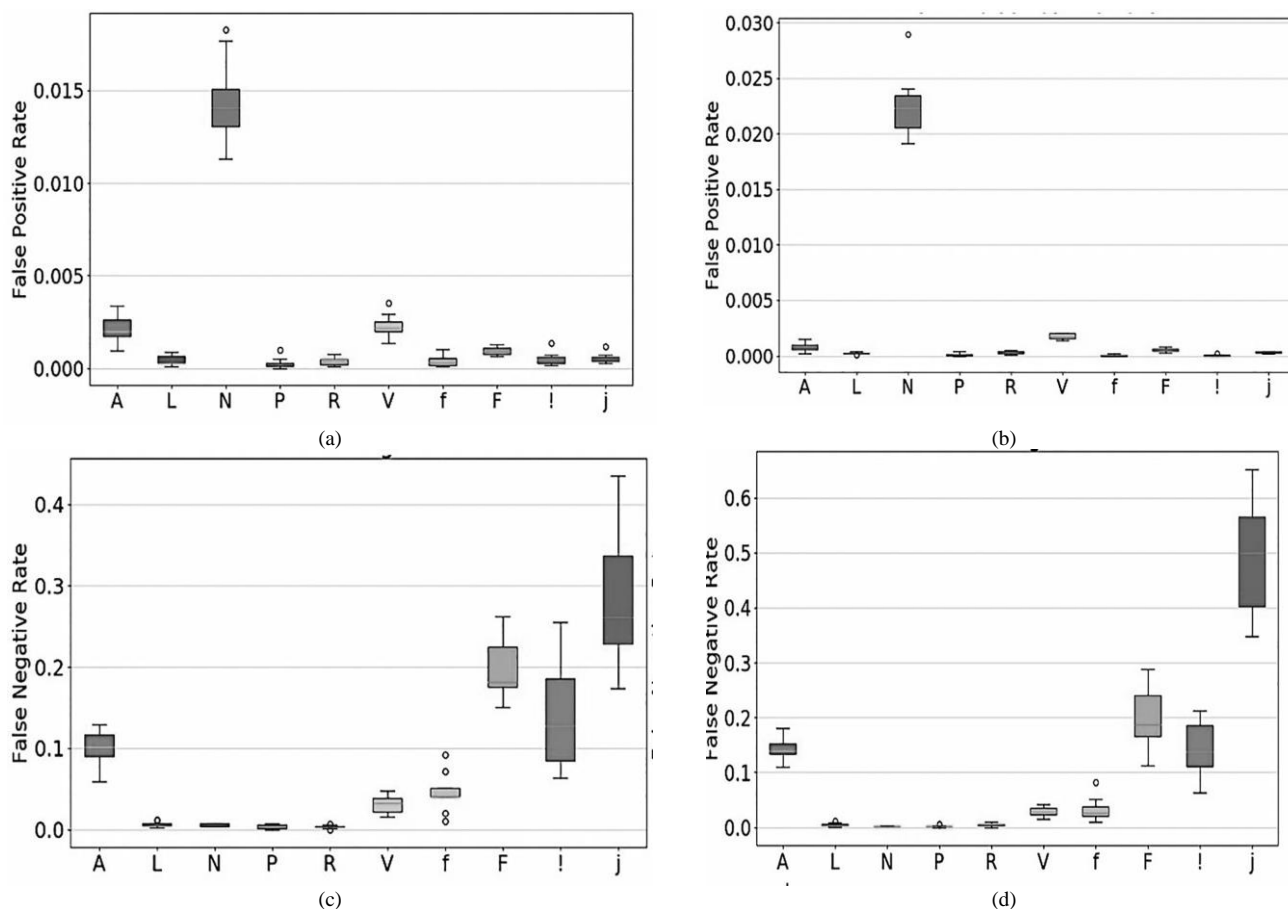 False Positive Rate
0.015
0.010
0.005
0.000
A L N P R V f F ! j
(a)
False Positive Rate
0.030
0.025
0.020
0.015
0.010
0.005
0.000
A L N P R V f F ! j
(b)
False Negative Rate
0.4
0.3
0.2
0.1
0.0
A L N P R V f F ! j
(c)
False Negative Rate
0.6
0.5
0.4
0.3
0.2
0.1
0.0
A L N P R V f F ! j
(d)